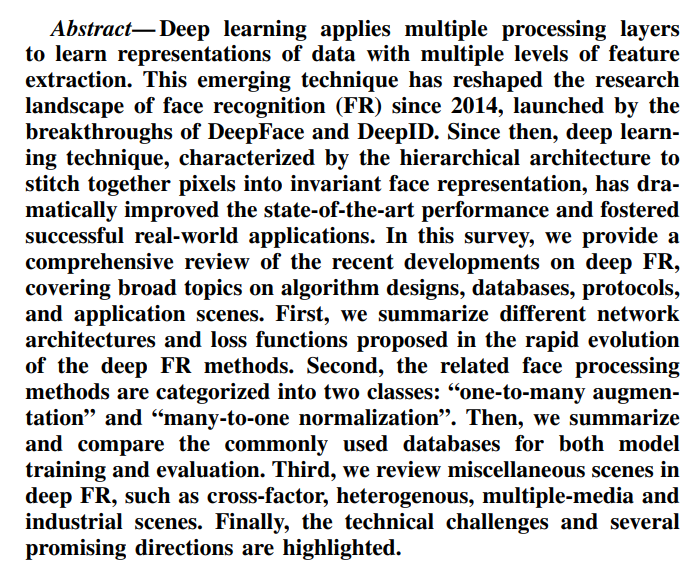 Abstract—Deep learning applies multiple processing layers
to learn representations of data with multiple levels of feature
extraction. This emerging technique has reshaped the research
landscape of face recognition (FR) since 2014, launched by the
breakthroughs of DeepFace and DeepID. Since then, deep learn-
ing technique, characterized by the hierarchical architecture to
stitch together pixels into invariant face representation, has dra-
matically improved the state-of-the-art performance and fostered
successful real-world applications. In this survey, we provide a
comprehensive review of the recent developments on deep FR,
covering broad topics on algorithm designs, databases, protocols,
and application scenes. First, we summarize different network
architectures and loss functions proposed in the rapid evolution
of the deep FR methods. Second, the related face processing
methods are categorized into two classes: “one-to-many augmen-
tation” and “many-to-one normalization”. Then, we summarize
and compare the commonly used databases for both model
training and evaluation. Third, we review miscellaneous scenes in
deep FR, such as cross-factor, heterogenous, multiple-media and
industrial scenes. Finally, the technical challenges and several
promising directions are highlighted.